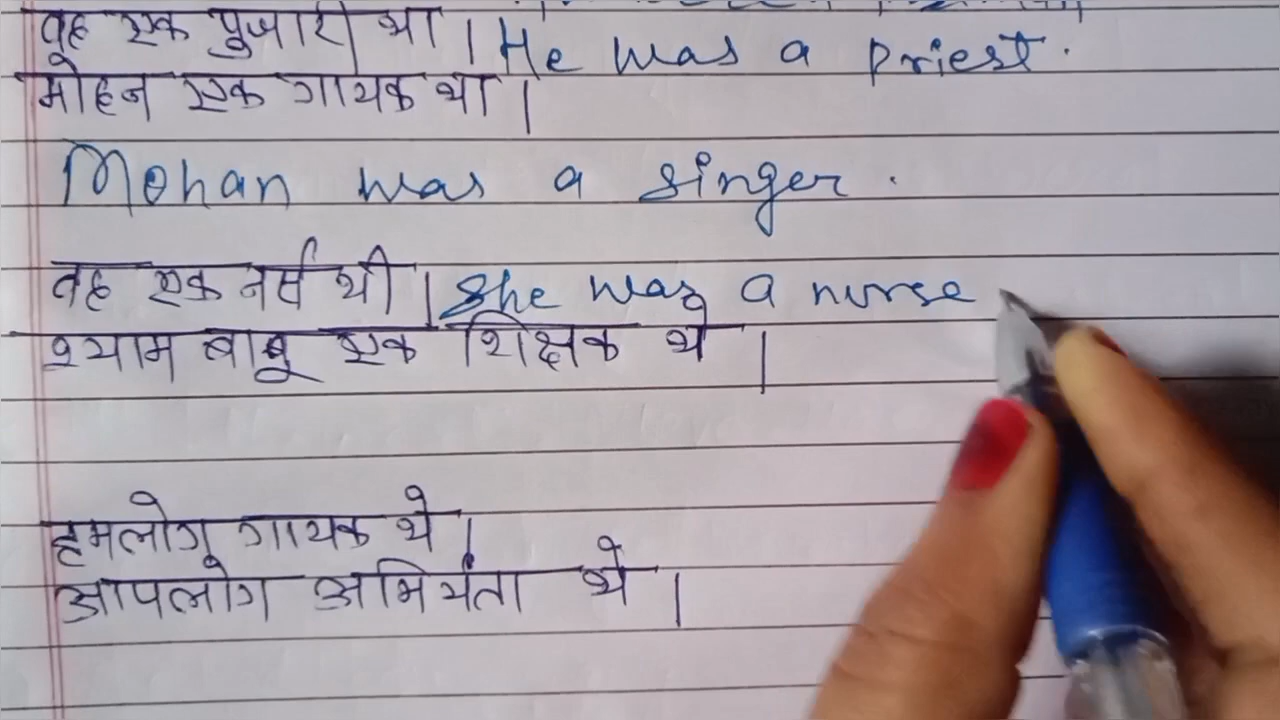 वह एक पुजारी था । He was a priest.
मोहन एक गायक था ।
Mohan was a singer.
वह एक नर्स थी । She was a nurse
श्याम बाबू एक शिक्षक थे ।
हमलोग गायक थे ।
आपलोग अभियंता थे ।